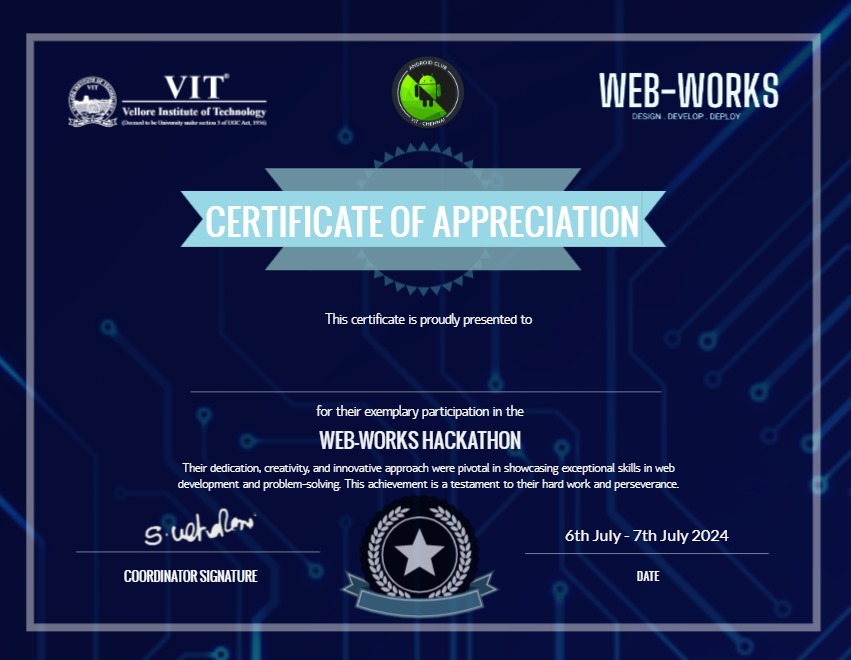 VIT®
Vellore Institute of Technology
(Deemed to be University under section 3 of UGC Act, 1956)
ANDROID CLUB
VIT - CHENNAI
WEB-WORKS
DESIGN . DEVELOP . DEPLOY
CERTIFICATE OF APPRECIATION
This certificate is proudly presented to
for their exemplary participation in the
WEB-WORKS HACKATHON
Their dedication, creativity, and innovative approach were pivotal in showcasing exceptional skills in web
development and problem-solving. This achievement is a testament to their hard work and perseverance.
6th July - 7th July 2024
COORDINATOR SIGNATURE
DATE